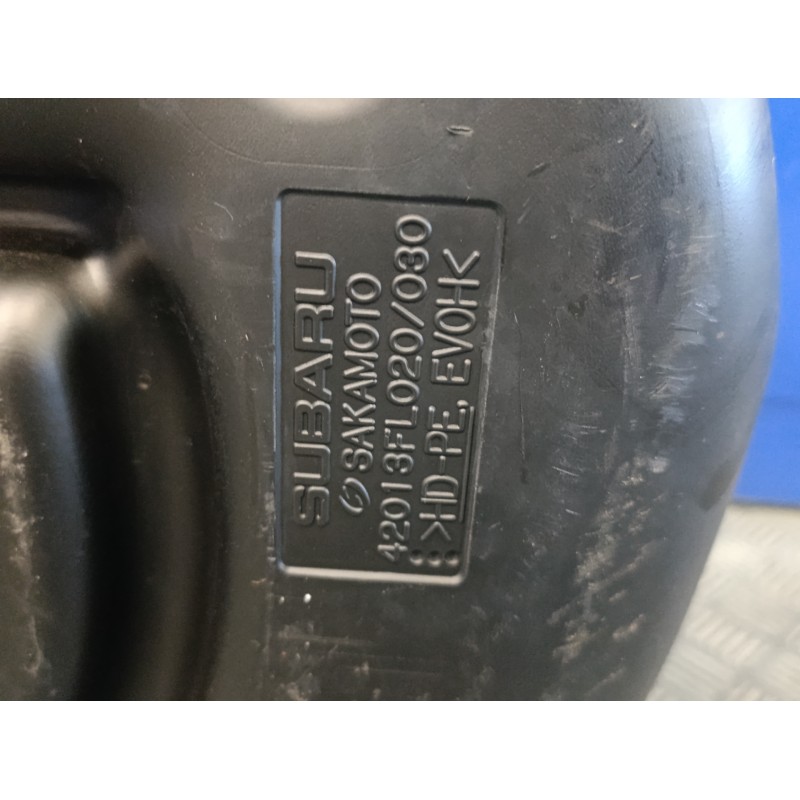 SUBARU
SAKAMOTO
42013FL020/030
>HD-PE, EVOH<